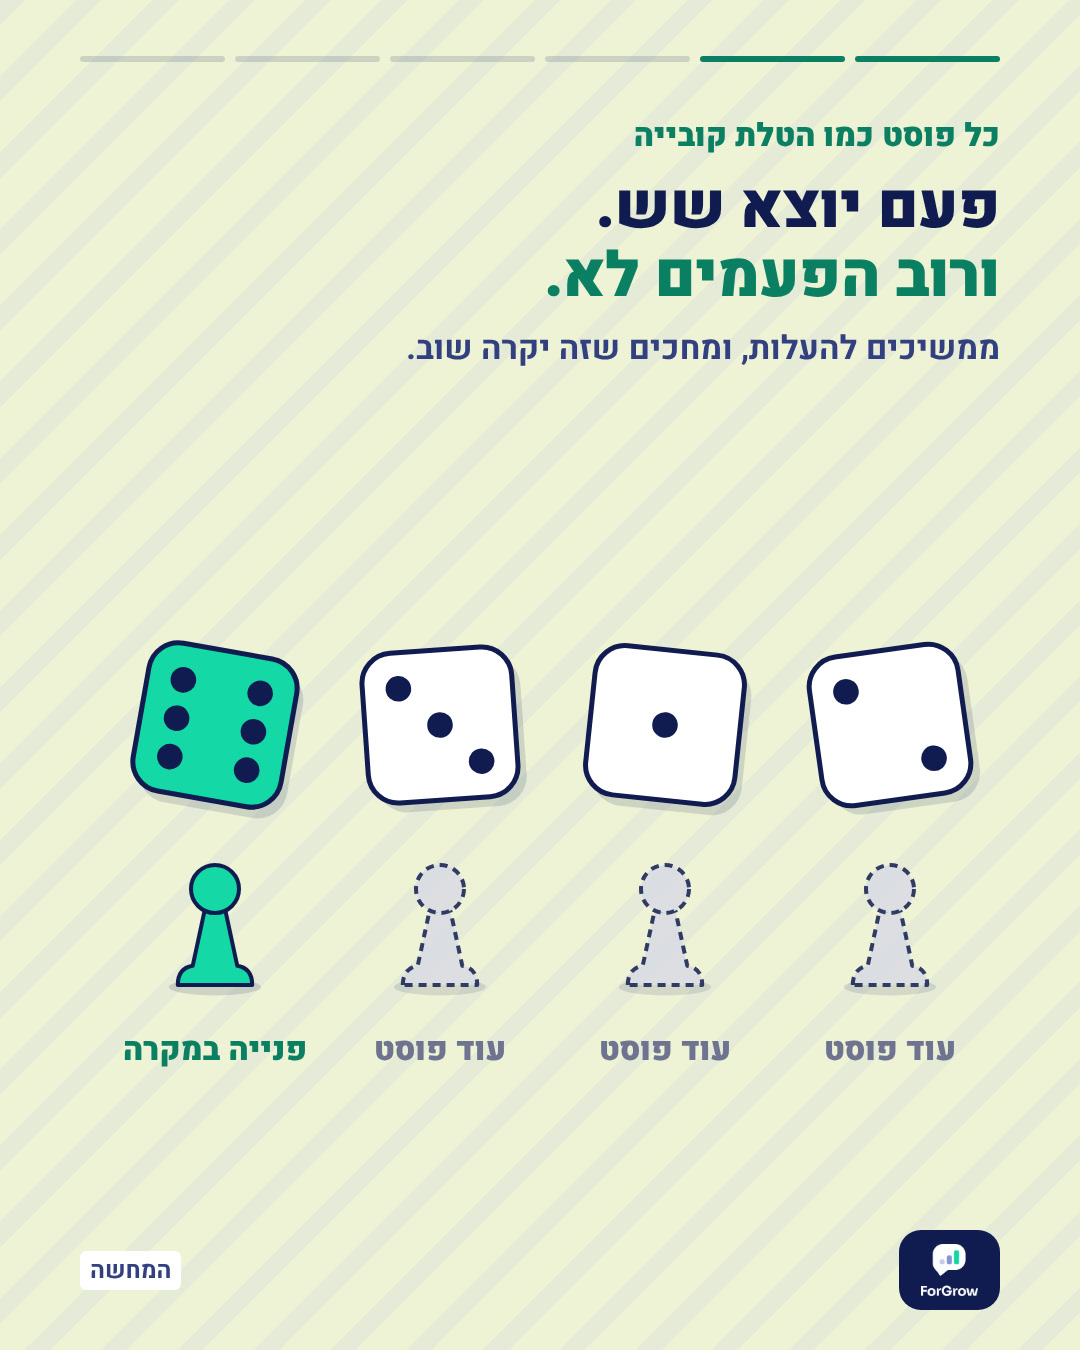 כל פוסט כמו הטלת קובייה
פעם יוצא שש.
ורוב הפעמים לא.
ממשיכים להעלות, ומחכים שזה יקרה שוב.
עוד פוסט
עוד פוסט
עוד פוסט
פנייה במקרה
ForGrow
המחשה